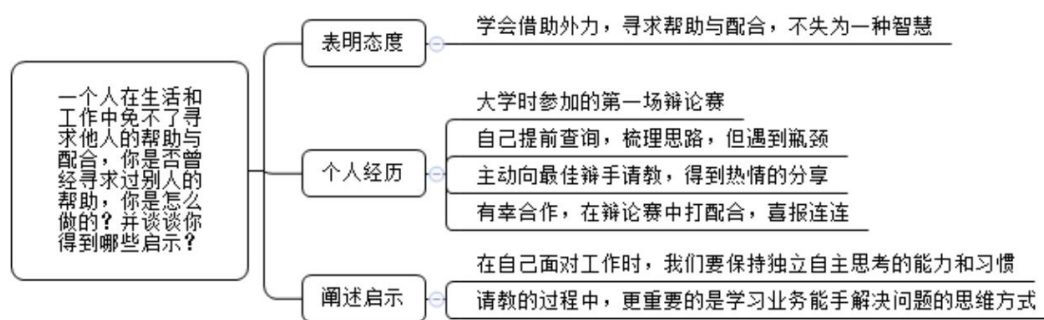 一个人在生活和
工作中免不了寻
求他人的帮助与
配合，你是否曾
经寻求过别人的
帮助，你是怎么
做的？并谈谈你
得到哪些启示？
表明态度
学会借助外力，寻求帮助与配合，不失为一种智慧
个人经历
大学时参加的第一场辩论赛
自己提前查询，梳理思路，但遇到瓶颈
主动向最佳辩手请教，得到热情的分享
有幸合作，在辩论赛中打配合，喜报连连
阐述启示
在自己面对工作时，我们要保持独立自主思考的能力和习惯
请教的过程中，更重要的是学习业务能手解决问题的思维方式